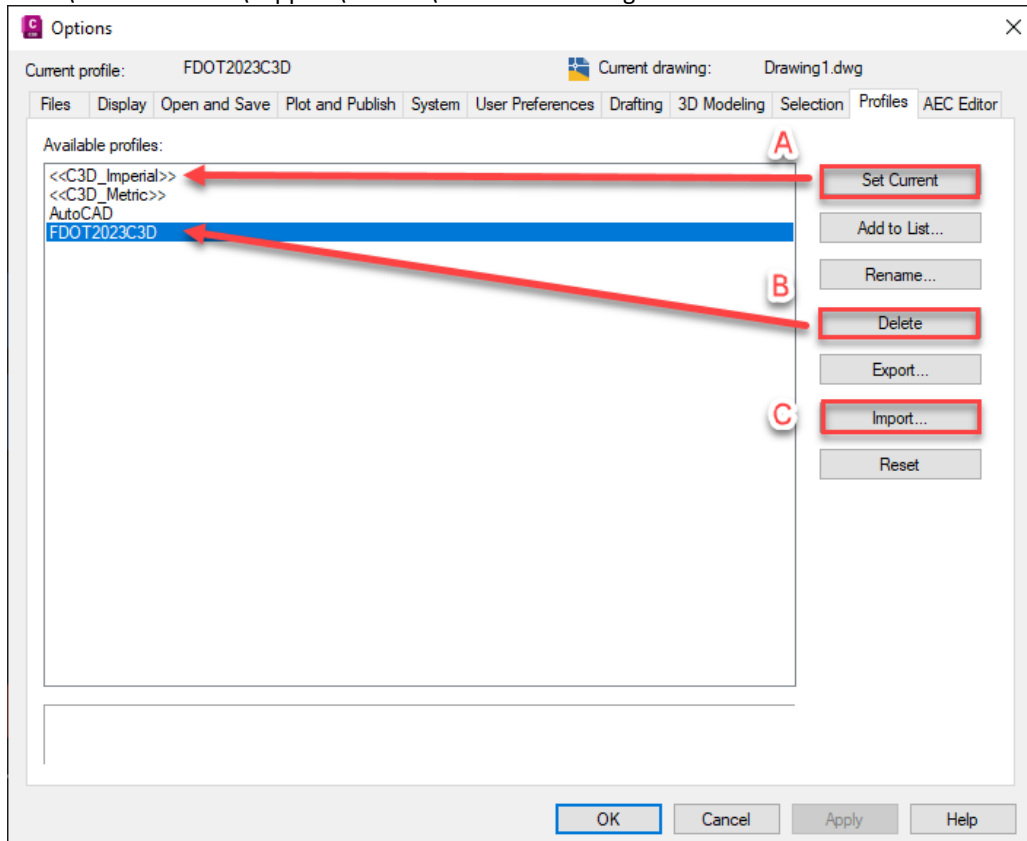 Options
Current profile: FDOT2023C3D Current drawing: Drawing1.dwg
Files Display Open and Save Plot and Publish System User Preferences Drafting 3D Modeling Selection Profiles AEC Editor
Available profiles:
A
<<C3D_Imperial>> Set Current
<<C3D_Metric>>
AutoCAD
FDOT2023C3D Add to List...
B Rename...
Delete
Export...
C Import...
Reset
OK Cancel Apply Help